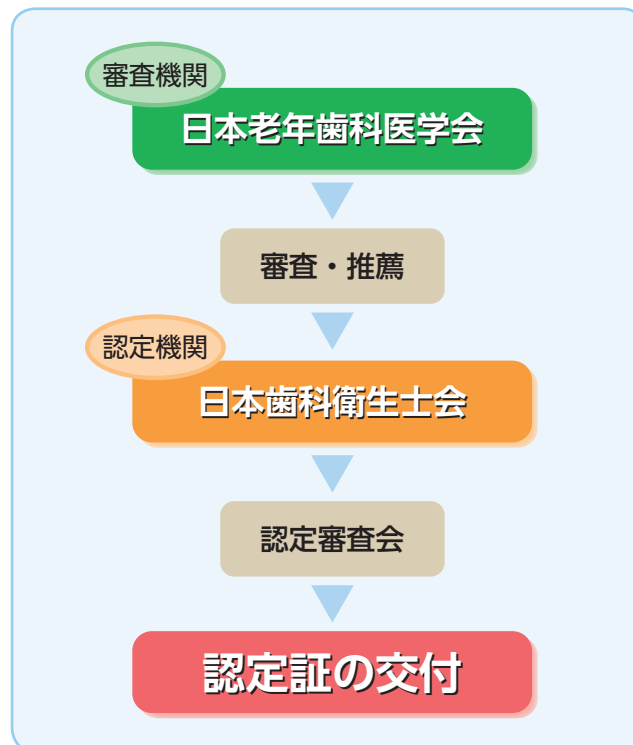 審査機関
日本老年歯科医学会
審査・推薦
認定機関
日本歯科衛生士会
認定審査会
認定証の交付